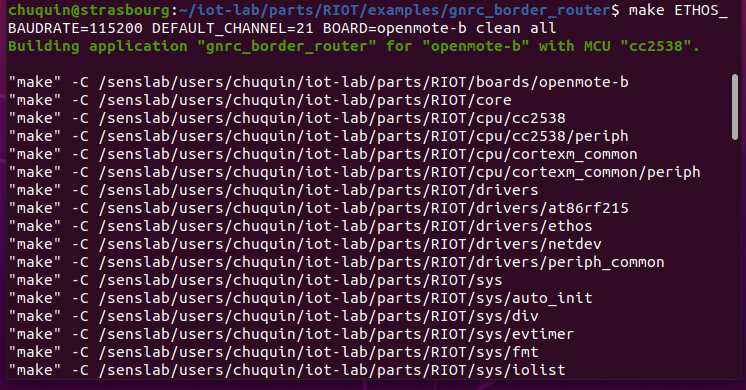 chuquin@strasbourg:~/iot-lab/parts/RIOT/examples/gnrc_border_router$ make ETHOS_
BAUDRATE=115200 DEFAULT_CHANNEL=21 BOARD=openmote-b clean all
Building application "gnrc_border_router" for "openmote-b" with MCU "cc2538".
"make" -C /senslab/users/chuquin/iot-lab/parts/RIOT/boards/openmote-b
"make" -C /senslab/users/chuquin/iot-lab/parts/RIOT/core
"make" -C /senslab/users/chuquin/iot-lab/parts/RIOT/cpu/cc2538
"make" -C /senslab/users/chuquin/iot-lab/parts/RIOT/cpu/cc2538/periph
"make" -C /senslab/users/chuquin/iot-lab/parts/RIOT/cpu/cortexm_common
"make" -C /senslab/users/chuquin/iot-lab/parts/RIOT/cpu/cortexm_common/periph
"make" -C /senslab/users/chuquin/iot-lab/parts/RIOT/drivers
"make" -C /senslab/users/chuquin/iot-lab/parts/RIOT/drivers/at86rf215
"make" -C /senslab/users/chuquin/iot-lab/parts/RIOT/drivers/ethos
"make" -C /senslab/users/chuquin/iot-lab/parts/RIOT/drivers/netdev
"make" -C /senslab/users/chuquin/iot-lab/parts/RIOT/drivers/periph_common
"make" -C /senslab/users/chuquin/iot-lab/parts/RIOT/sys
"make" -C /senslab/users/chuquin/iot-lab/parts/RIOT/sys/auto_init
"make" -C /senslab/users/chuquin/iot-lab/parts/RIOT/sys/div
"make" -C /senslab/users/chuquin/iot-lab/parts/RIOT/sys/evtimer
"make" -C /senslab/users/chuquin/iot-lab/parts/RIOT/sys/fmt
"make" -C /senslab/users/chuquin/iot-lab/parts/RIOT/sys/iolist